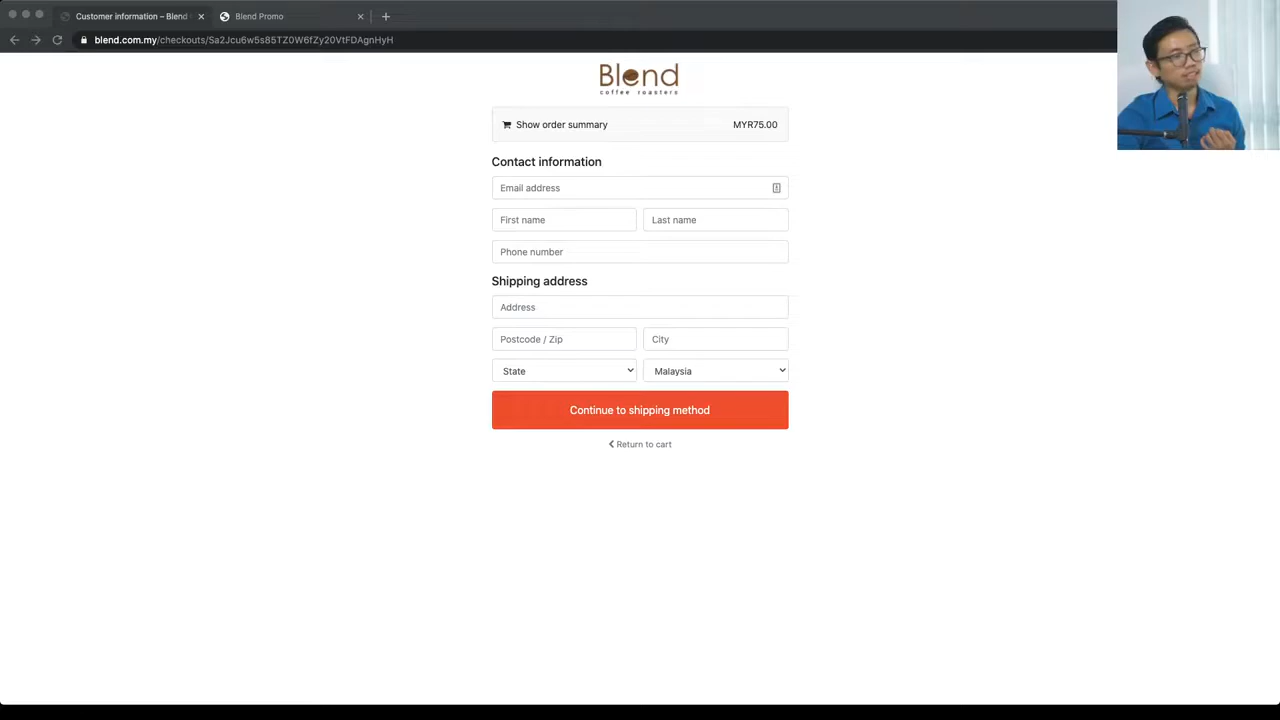 Customer information – Blend
Blend Promo
blend.com.my/checkouts/Sa2Jcu6w5s85TZ0W6fZy20VtFDAgnHyH
Blend
coffee roasters
Show order summary MYR75.00
Contact information
Email address
First name Last name
Phone number
Shipping address
Address
Postcode / Zip City
State Malaysia
Continue to shipping method
Return to cart